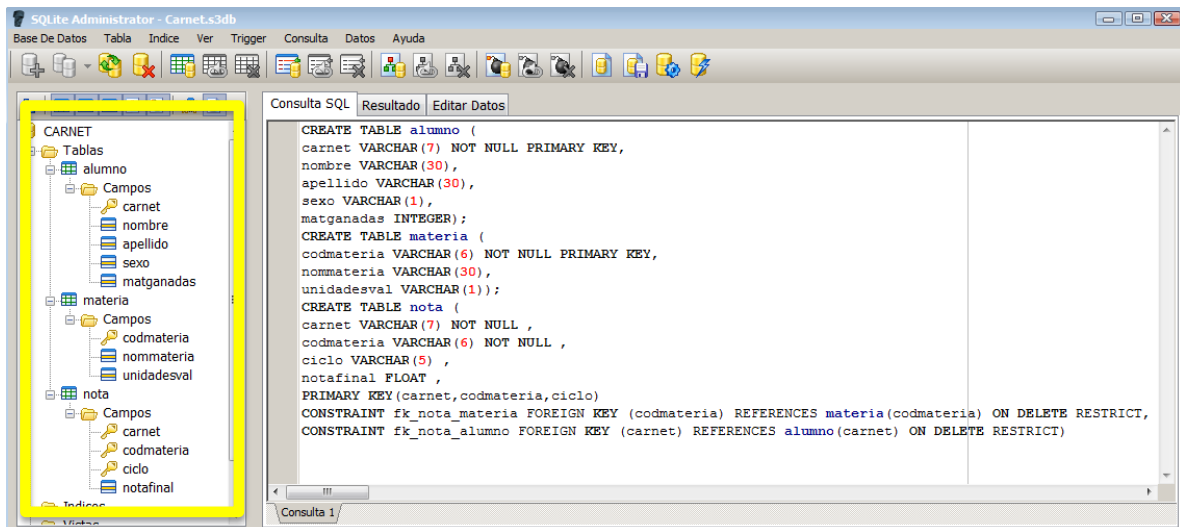 SQLite Administrator - Carnet.s3db
Base De Datos Tabla Indice Ver Trigger Consulta Datos Ayuda
Consulta SQL Resultado Editar Datos
CARNET
Tablas
alumno
Campos
carnet
nombre
apellido
sexo
matganadas
materia
Campos
codmateria
nommateria
unidadesval
nota
Campos
carnet
codmateria
ciclo
notafinal
Indices
Vistas
CREATE TABLE alumno (
carnet VARCHAR(7) NOT NULL PRIMARY KEY,
nombre VARCHAR(30),
apellido VARCHAR(30),
sexo VARCHAR(1),
matganadas INTEGER);
CREATE TABLE materia (
codmateria VARCHAR(6) NOT NULL PRIMARY KEY,
nommateria VARCHAR(30),
unidadesval VARCHAR(1));
CREATE TABLE nota (
carnet VARCHAR(7) NOT NULL ,
codmateria VARCHAR(6) NOT NULL ,
ciclo VARCHAR(5) ,
notafinal FLOAT ,
PRIMARY KEY(carnet,codmateria,ciclo)
CONSTRAINT fk_nota_materia FOREIGN KEY (codmateria) REFERENCES materia(codmateria) ON DELETE RESTRICT,
CONSTRAINT fk_nota_alumno FOREIGN KEY (carnet) REFERENCES alumno(carnet) ON DELETE RESTRICT)
Consulta 1